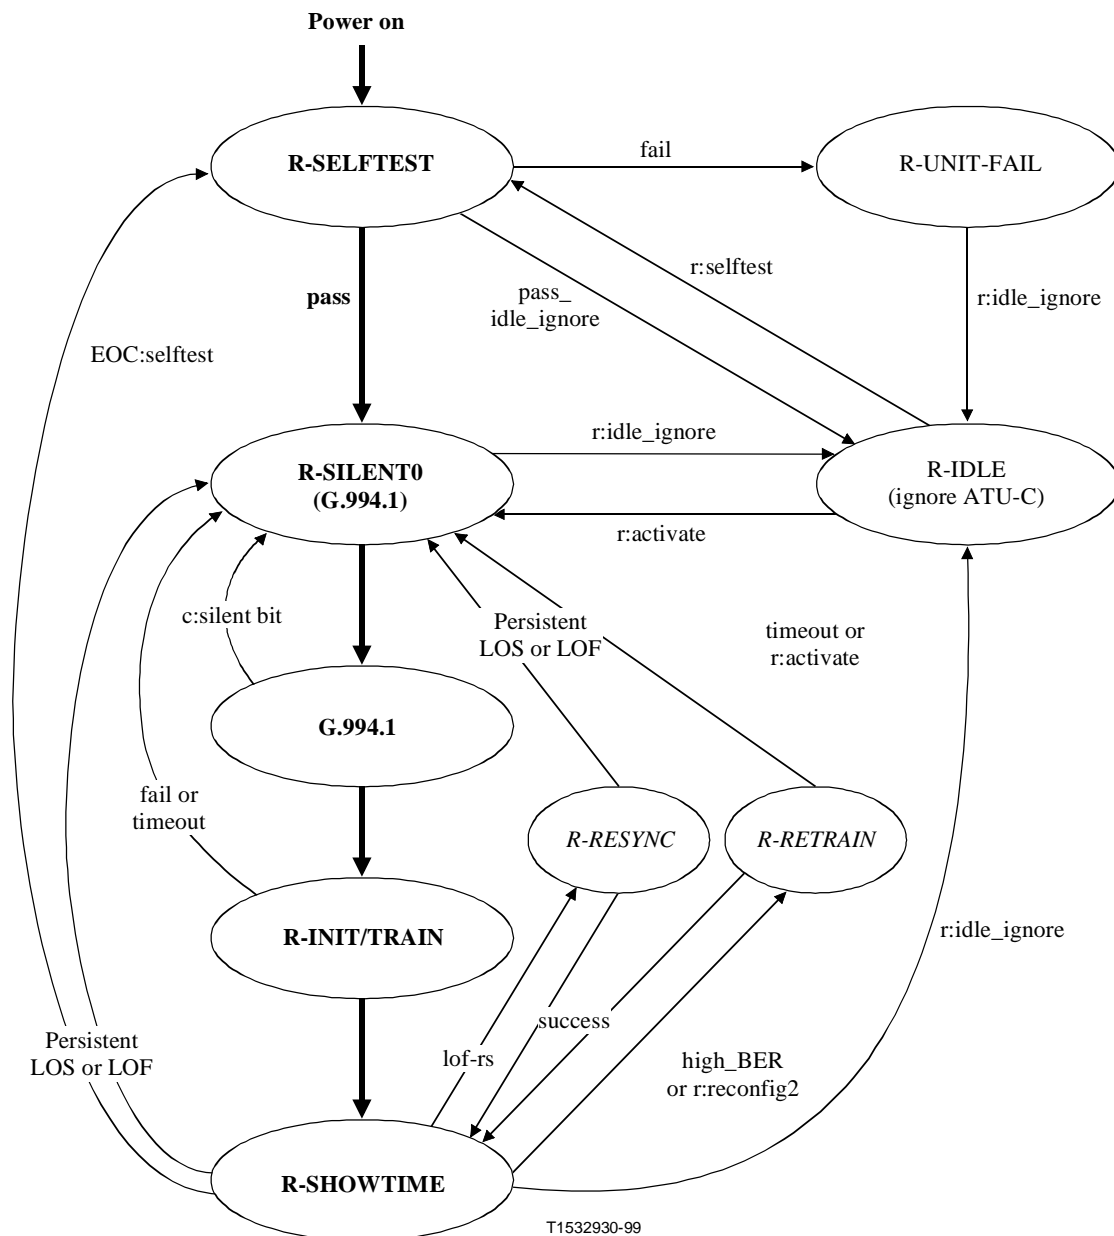 Power on
R-SELFTEST
fail
R-UNIT-FAIL
r:selftest
pass_
idle_ignore
pass
r:idle_ignore
EOC:selftest
R-SILENT0
(G.994.1)
r:idle_ignore
R-IDLE
(ignore ATU-C)
r:activate
c:silent bit
Persistent
LOS or LOF
timeout or
r:activate
G.994.1
fail or
timeout
R-RESYNC
R-RETRAIN
R-INIT/TRAIN
r:idle_ignore
success
lof-rs
Persistent
LOS or LOF
high_BER
or r:reconfig2
R-SHOWTIME
T1532930-99